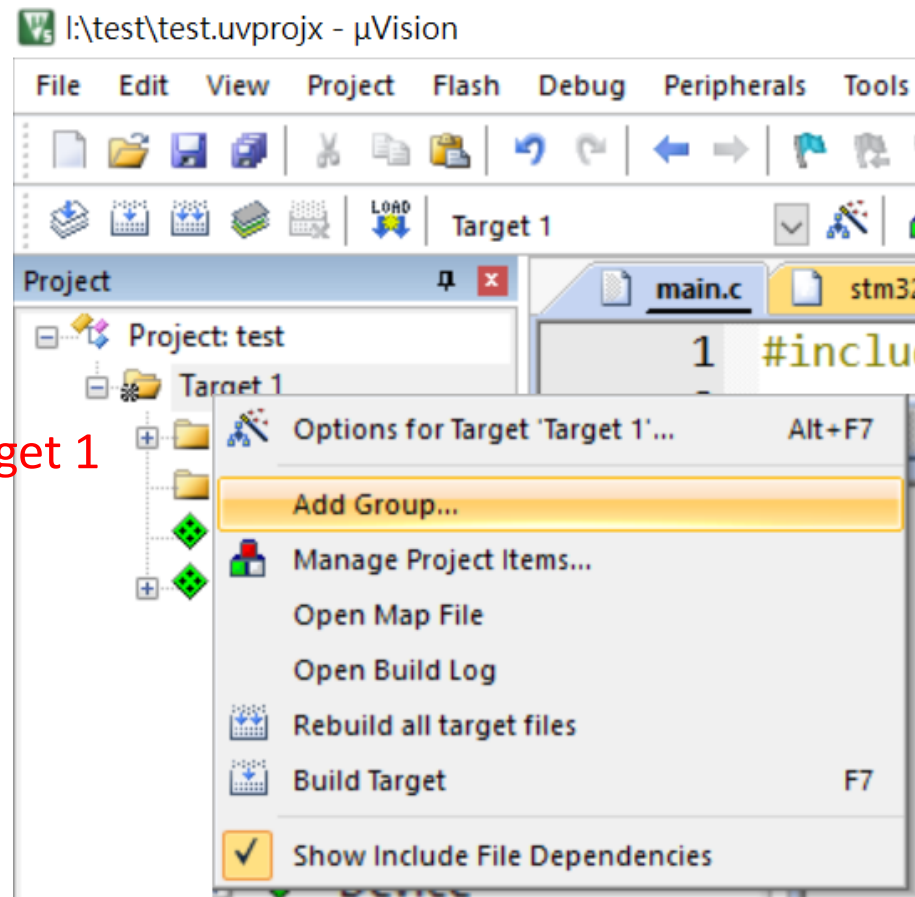 I:\test\test.uvprojx - µVision
File Edit View Project Flash Debug Peripherals Tools
LOAD Target 1
Project
main.c
Project: test
1
Target 1
Options for Target 'Target 1'... Alt+F7
get 1
Add Group...
Manage Project Items...
Open Map File
Open Build Log
Rebuild all target files
Build Target F7
Show Include File Dependencies